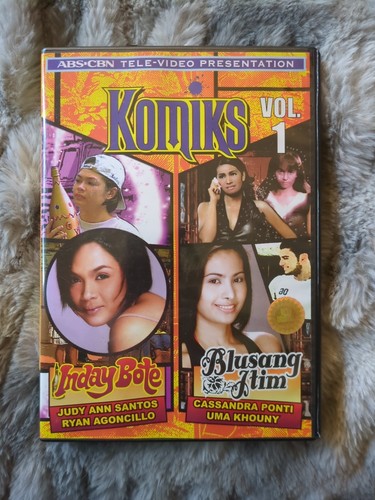 ABS·CBN TELE-VIDEO PRESENTATION
KOMIKS VOL. 1
Inday Bote
JUDY ANN SANTOS
RYAN AGONCILLO
Blusang Itim
CASSANDRA PONTI
UMA KHOUNY